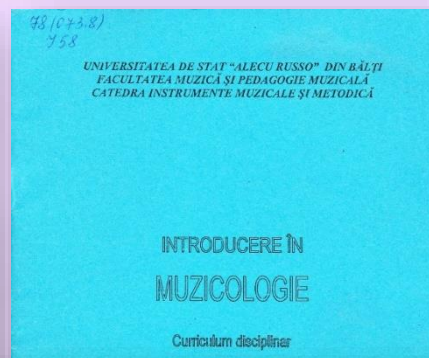 78.(073.8)
У58
UNIVERSITATEA DE STAT "ALECU RUSSO" DIN BĂLȚI
FACULTATEA MUZICĂ ȘI PEDAGOGIE MUZICALĂ
CATEDRA INSTRUMENTE MUZICALE ȘI METODICĂ
INTRODUCERE ÎN
MUZICOLOGIE
Curriculum disciplinar